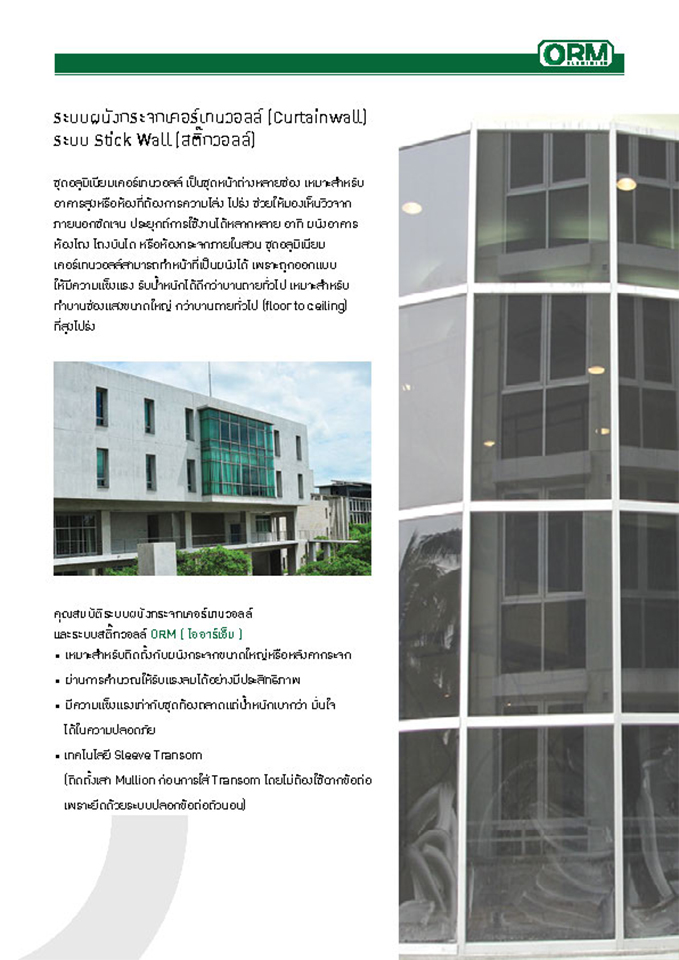 ORM
ALUMINIUM
ระบบผนังกระจกเคอร์เทนวอลล์ (Curtainwall)
ระบบ Stick Wall (สติ๊กวอลล์)
ชุดอลูมิเนียมเคอร์เทนวอลล์ เป็นชุดหน้าต่างหลายช่อง เหมาะสำหรับ
อาคารสูงหรือห้องที่ต้องการความโล่ง โปร่ง ช่วยให้มองเห็นวิวจาก
ภายนอกชัดเจน ประยุกต์การใช้งานได้หลากหลาย อาทิ ผนังอาคาร
ห้องโถง โถงบันได หรือห้องกระจกภายในสวน ชุดอลูมิเนียม
เคอร์เทนวอลล์สามารถทำหน้าที่เป็นผนังได้ เพราะถูกออกแบบ
ให้มีความแข็งแรง รับน้ำหนักได้ดีกว่าบานทายทั่วไป เหมาะสำหรับ
ทำบานช่องแสงขนาดใหญ่ กว่าบานทายทั่วไป (floor to ceiling)
ที่สูงโปร่ง
คุณสมบัติระบบผนังกระจกเคอร์เทนวอลล์
และระบบสติ๊กวอลล์ ORM ( โออาร์เอ็ม )
• เหมาะสำหรับติดตั้งกับผนังกระจกขนาดใหญ่หรือหลังคากระจก
• ผ่านการคำนวณให้รับแรงลมได้อย่างมีประสิทธิภาพ
• มีความแข็งแรงเท่ากับชุดท้องตลาดแต่น้ำหนักเบากว่า มั่นใจ
ได้ในความปลอดภัย
• เทคโนโลยี Sleeve Transom
(ติดตั้งเสา Mullion ก่อนการใส่ Transom โดยไม่ต้องใช้ฉากข้อต่อ
เพราะยึดด้วยระบบปลอกข้อต่อตัวนอน)